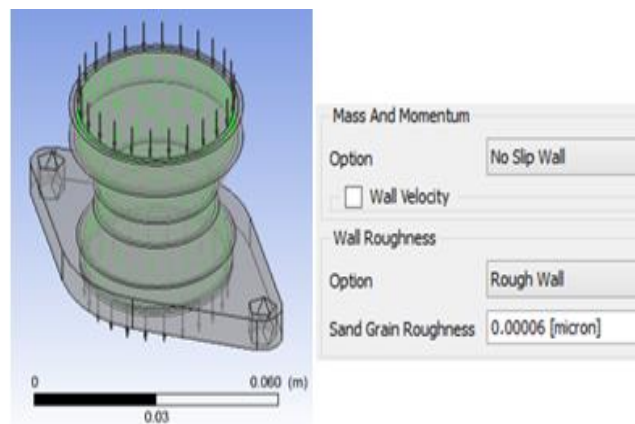 0
0.060 (m)
0.03
Mass And Momentum
Option
No Slip Wall
Wall Velocity
Wall Roughness
Option
Rough Wall
Sand Grain Roughness
0.00006 [micron]